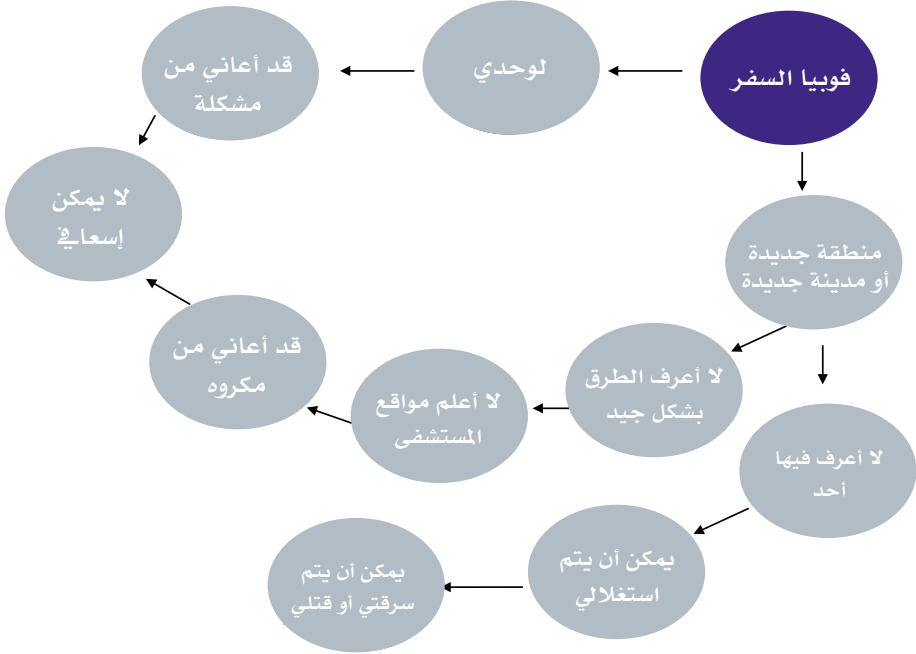 فوبيا السفر
لوحدي
قد أعاني من
مشكلة
لا يمكن
إسعافي
منطقة جديدة
أو مدينة جديدة
لا أعرف الطرق
بشكل جيد
لا أعلم مواقع
المستشفى
قد أعاني من
مكروه
لا أعرف فيها
أحد
يمكن أن يتم
استغلالي
يمكن أن يتم
سرقتي أو قتلي